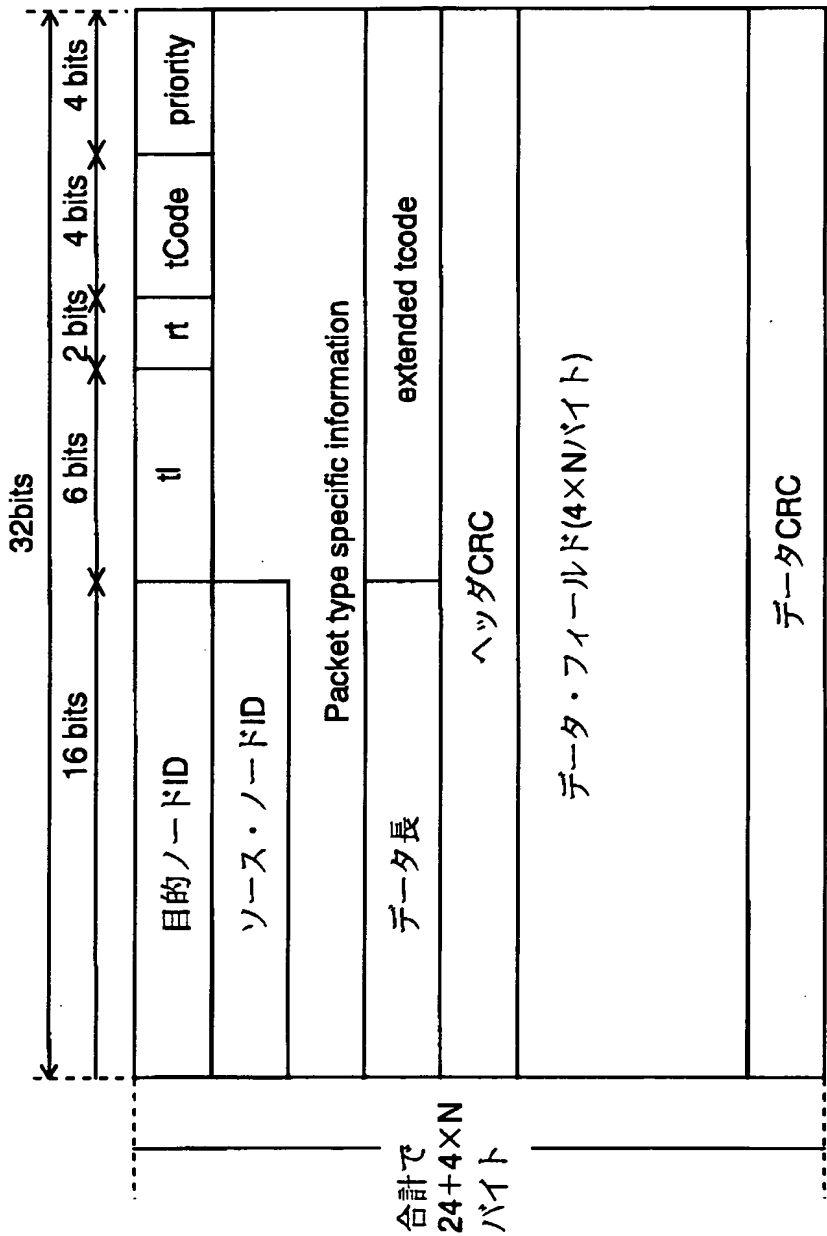 32bits
16 bits
6 bits
2 bits
4 bits
4 bits
目的ノードID
tl
rt
tCode
priority
ソース・ノードID
Packet type specific information
データ長
extended tcode
ヘッダCRC
データ・フィールド(4×Nバイト)
データCRC
合計で
24+4×N
バイト